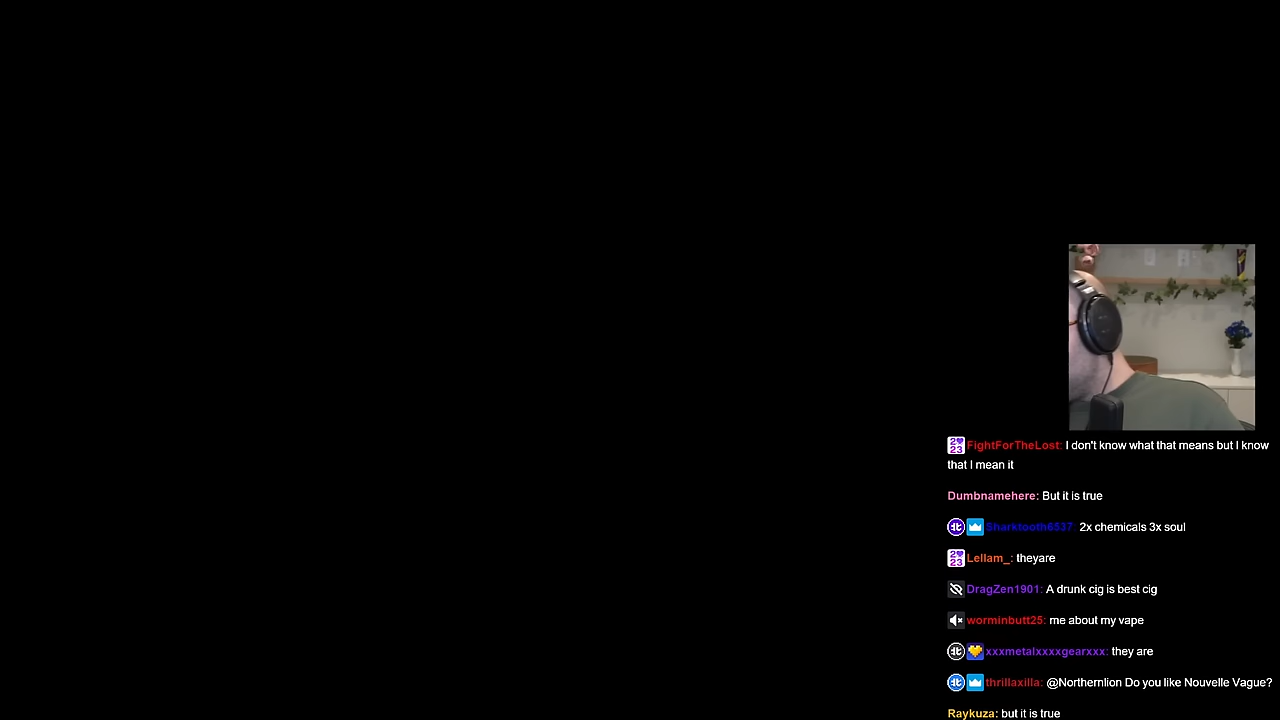 FightForTheLost: I don't know what that means but I know
that I mean it
Dumbnamehere: But it is true
Sharktooth6537: 2x chemicals 3x soul
Lellam_: theyare
DragZen1901: A drunk cig is best cig
worminbutt25: me about my vape
xxxmetalxxxxgearxxx: they are
thrillaxilla: @Northernlion Do you like Nouvelle Vague?
Raykuza: but it is true